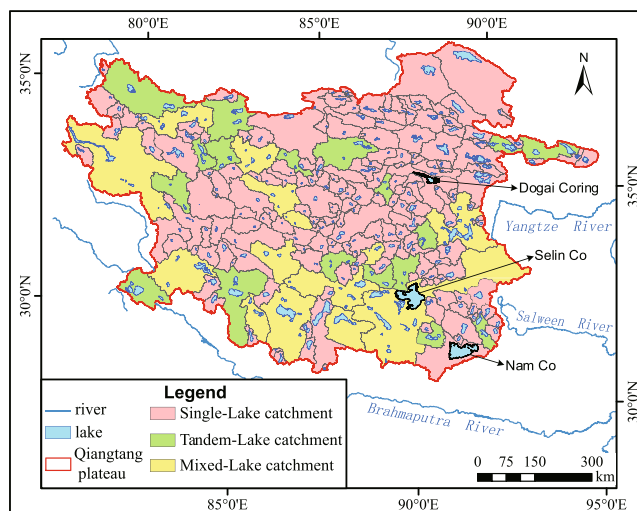 80°0'E
85°0'E
90°0'E
33°0'N
N
35°0'N
Dogai Coring
Yangtze River
Selin Co
30°0'N
Salween River
Nam Co
30°0'N
Legend
river
lake
Qiangtang
plateau
Single-Lake catchment
Tandem-Lake catchment
Mixed-Lake catchment
Brahmaputra River
0 75 150 300
km
85°0'E
90°0'E
95°0'E